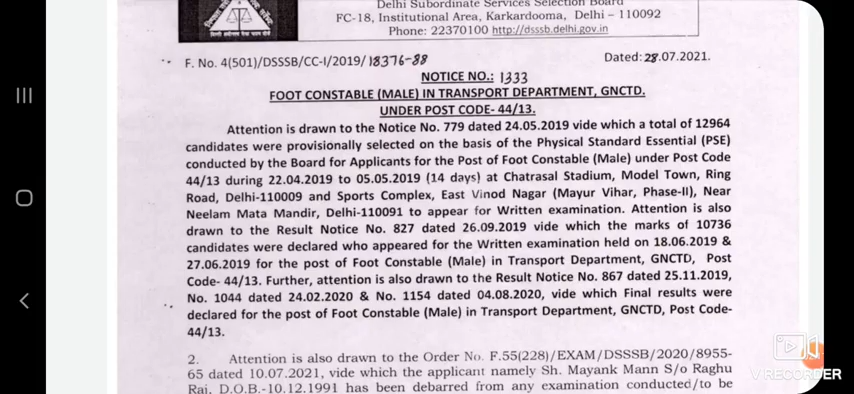 Delhi Subordinate Services Selection Board
FC-18, Institutional Area, Karkardooma, Delhi – 110092
Phone: 22370100 http://dsssb.delhi.gov.in
F. No. 4(501)/DSSSB/CC-I/2019/18376-88 Dated: 28.07.2021.
NOTICE NO.: 1333
FOOT CONSTABLE (MALE) IN TRANSPORT DEPARTMENT, GNCTD.
UNDER POST CODE- 44/13.
Attention is drawn to the Notice No. 779 dated 24.05.2019 vide which a total of 12964
candidates were provisionally selected on the basis of the Physical Standard Essential (PSE)
conducted by the Board for Applicants for the Post of Foot Constable (Male) under Post Code
44/13 during 22.04.2019 to 05.05.2019 (14 days) at Chatrasal Stadium, Model Town, Ring
Road, Delhi-110009 and Sports Complex, East Vinod Nagar (Mayur Vihar, Phase-II), Near
Neelam Mata Mandir, Delhi-110091 to appear for Written examination. Attention is also
drawn to the Result Notice No. 827 dated 26.09.2019 vide which the marks of 10736
candidates were declared who appeared for the Written examination held on 18.06.2019 &
27.06.2019 for the post of Foot Constable (Male) in Transport Department, GNCTD, Post
Code- 44/13. Further, attention is also drawn to the Result Notice No. 867 dated 25.11.2019,
No. 1044 dated 24.02.2020 & No. 1154 dated 04.08.2020, vide which Final results were
declared for the post of Foot Constable (Male) in Transport Department, GNCTD, Post Code-
44/13.
2. Attention is also drawn to the Order No. F.55(228)/EXAM/DSSSB/2020/8955-
65 dated 10.07.2021, vide which the applicant namely Sh. Mayank Mann S/o Raghu
Raj, D.O.B.-10.12.1991 has been debarred from any examination conducted/to be
V RECORDER